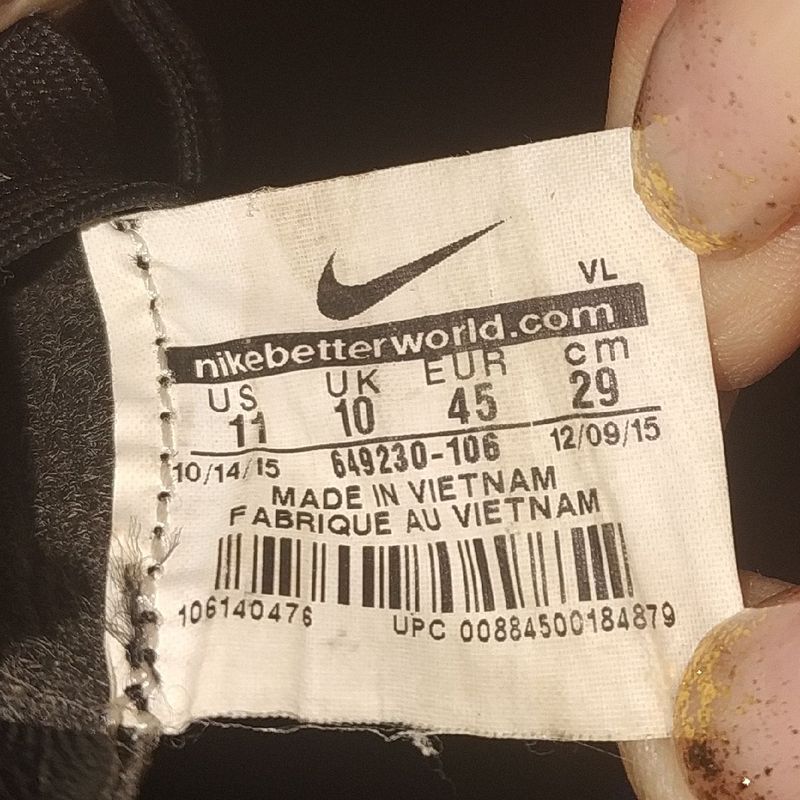 VL
nikebetterworld.com
US UK EUR cm
11 10 45 29
10/14/15 649230-106 12/09/15
MADE IN VIETNAM
FABRIQUE AU VIETNAM
106140476 UPC 00884500184879